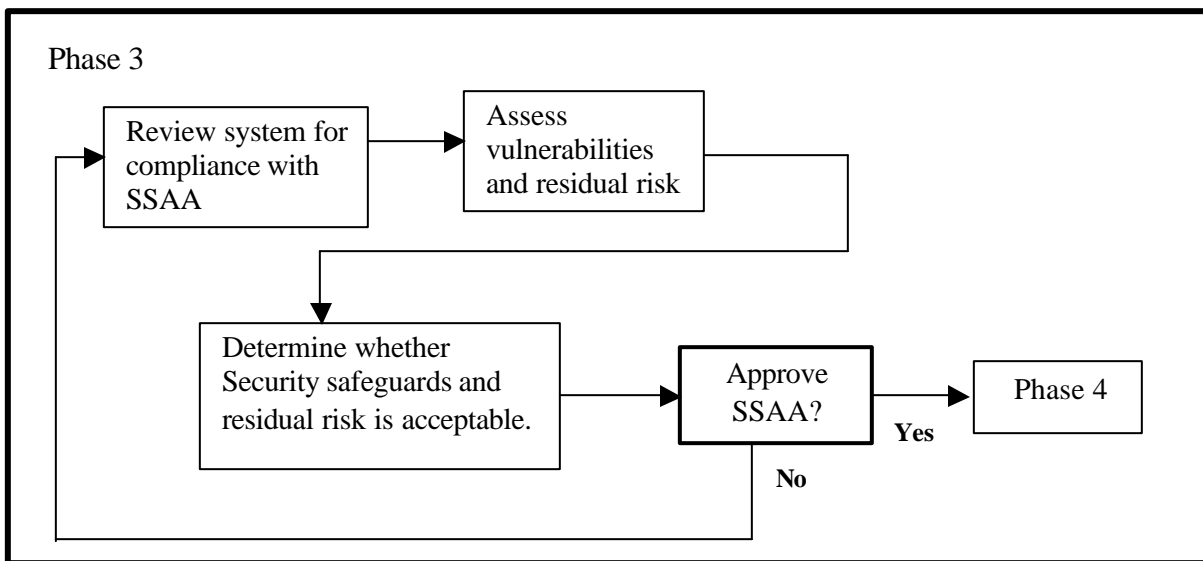 Phase 3
Review system for
compliance with
SSAA
Assess
vulnerabilities
and residual risk
Determine whether
Security safeguards and
residual risk is acceptable.
Approve
SSAA?
Yes
No
Phase 4